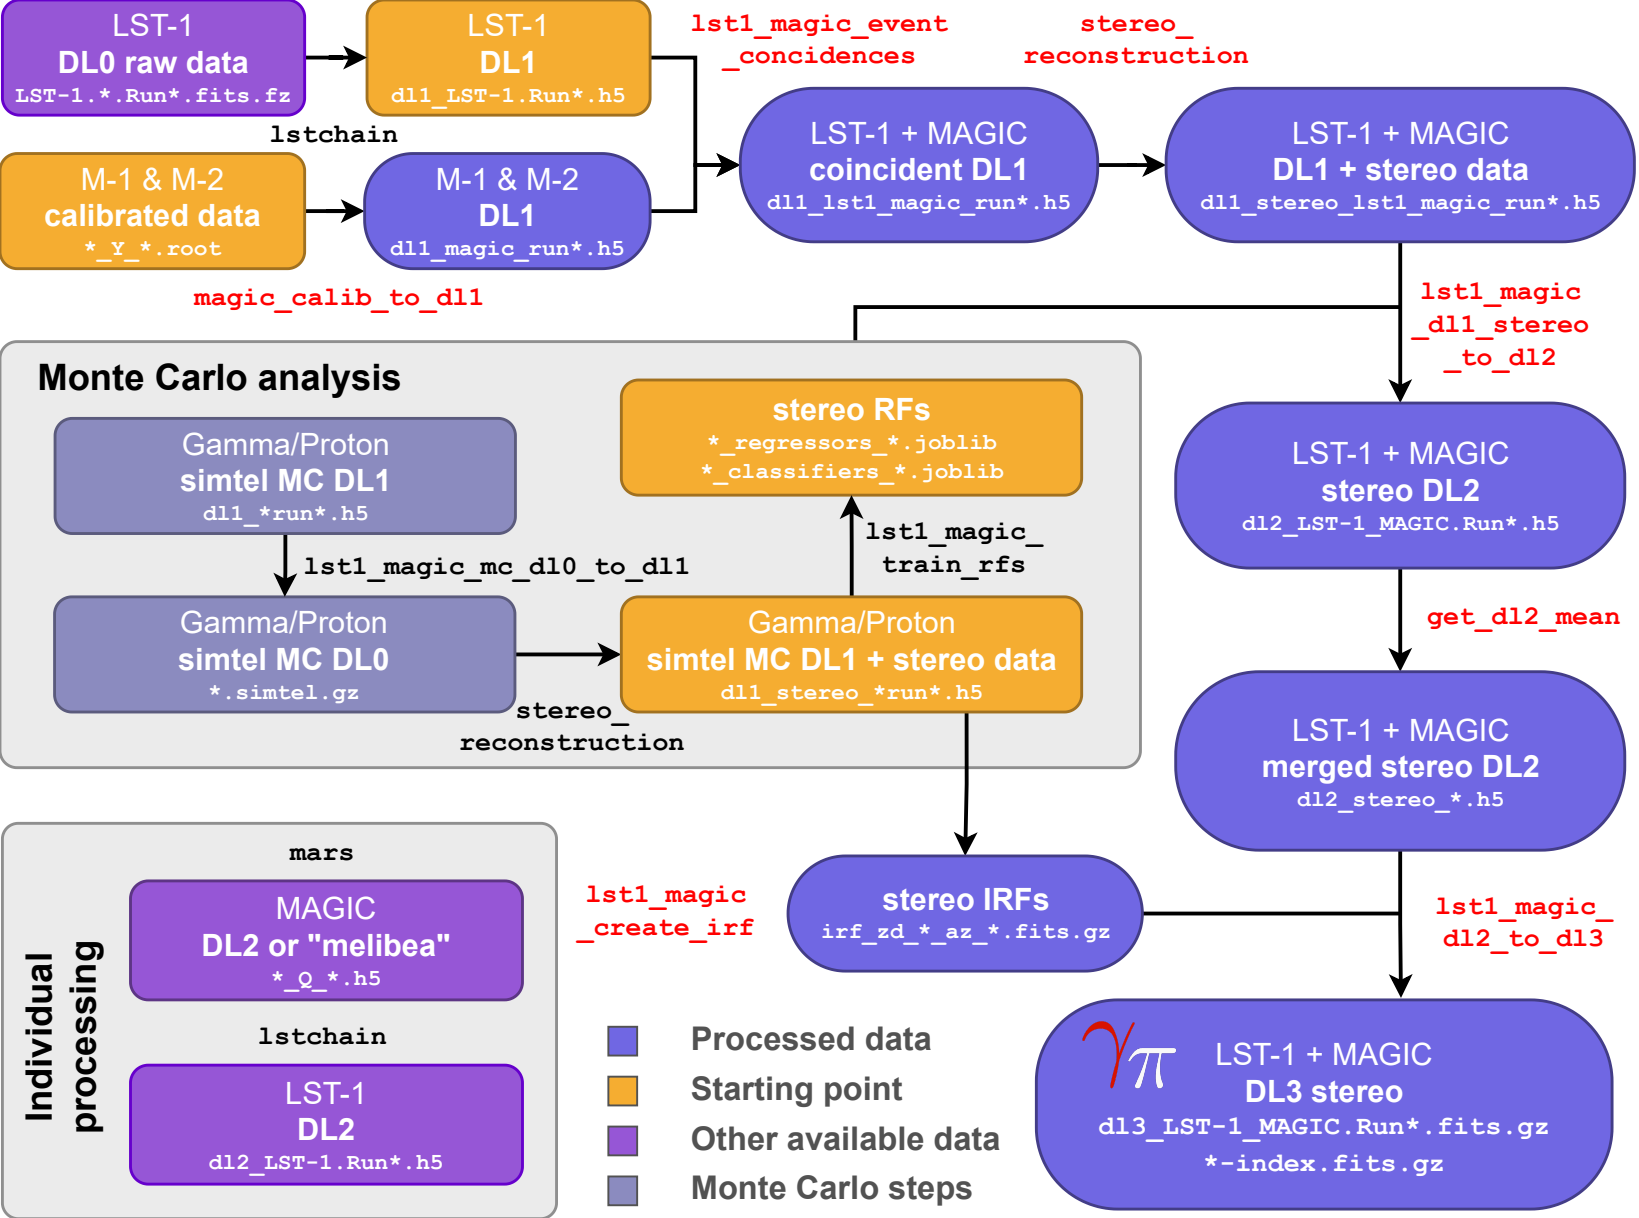 LST-1
DL0 raw data
LST-1.*.Run*.fits.fz
LST-1
DL1
dl1_LST-1.Run*.h5
lst1_magic_event
_concidences
stereo_
reconstruction
lstchain
M-1 & M-2
calibrated data
*_Y_*.root
M-1 & M-2
DL1
dl1_magic_run*.h5
LST-1 + MAGIC
coincident DL1
dl1_lst1_magic_run*.h5
LST-1 + MAGIC
DL1 + stereo data
dl1_stereo_lst1_magic_run*.h5
magic_calib_to_dl1
lst1_magic
_dl1_stereo
_to_dl2
Monte Carlo analysis
Gamma/Proton
simtel MC DL1
dl1_*run*.h5
stereo RFs
*_regressors_*.joblib
*_classifiers_*.joblib
lst1_magic_mc_dl0_to_dl1
lst1_magic_
train_rfs
Gamma/Proton
simtel MC DL0
*.simtel.gz
Gamma/Proton
simtel MC DL1 + stereo data
dl1_stereo_*run*.h5
stereo_
reconstruction
LST-1 + MAGIC
stereo DL2
dl2_LST-1_MAGIC.Run*.h5
get_dl2_mean
LST-1 + MAGIC
merged stereo DL2
dl2_stereo_*.h5
Individual
processing
mars
MAGIC
DL2 or "melibea"
*_Q_*.h5
lstchain
LST-1
DL2
dl2_LST-1.Run*.h5
lst1_magic
_create_irf
stereo IRFs
irf_zd_*_az_*.fits.gz
lst1_magic_
dl2_to_dl3
Processed data
Starting point
Other available data
Monte Carlo steps
γπ
LST-1 + MAGIC
DL3 stereo
dl3_LST-1_MAGIC.Run*.fits.gz
*-index.fits.gz